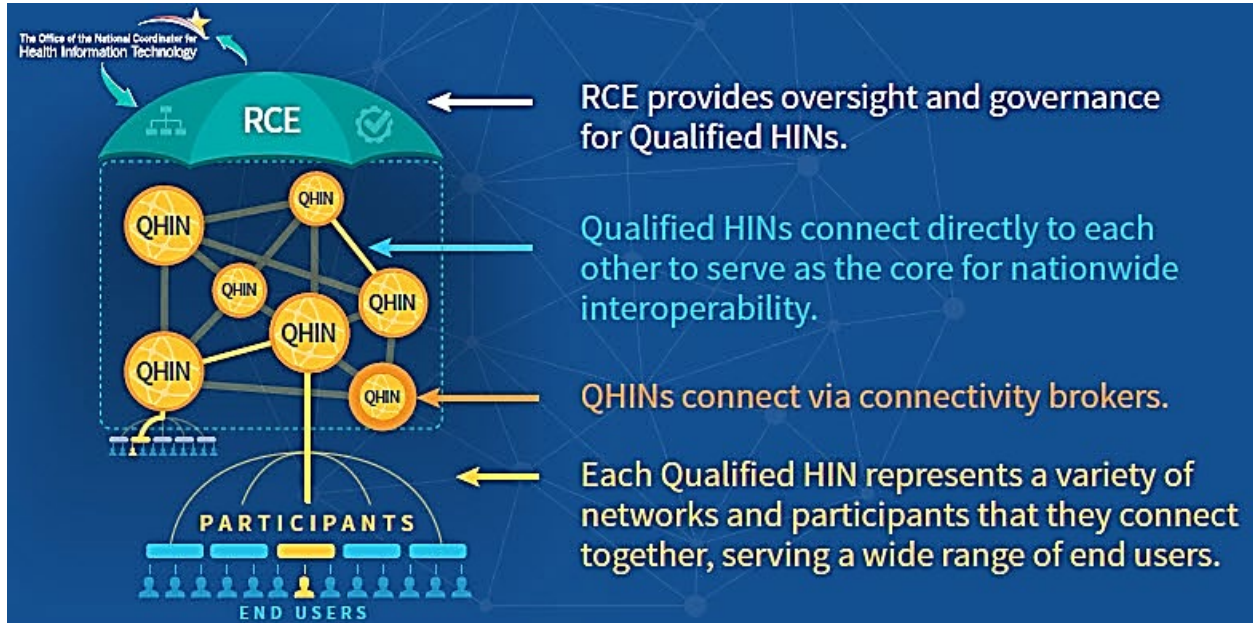 The Office of the National Coordinator for
Health Information Technology
RCE
RCE provides oversight and governance
for Qualified HINs.
QHIN
QHIN
QHIN
QHIN
QHIN
QHIN
QHIN
Qualified HINs connect directly to each
other to serve as the core for nationwide
interoperability.
QHINs connect via connectivity brokers.
Each Qualified HIN represents a variety of
networks and participants that they connect
together, serving a wide range of end users.
PARTICIPANTS
END USERS